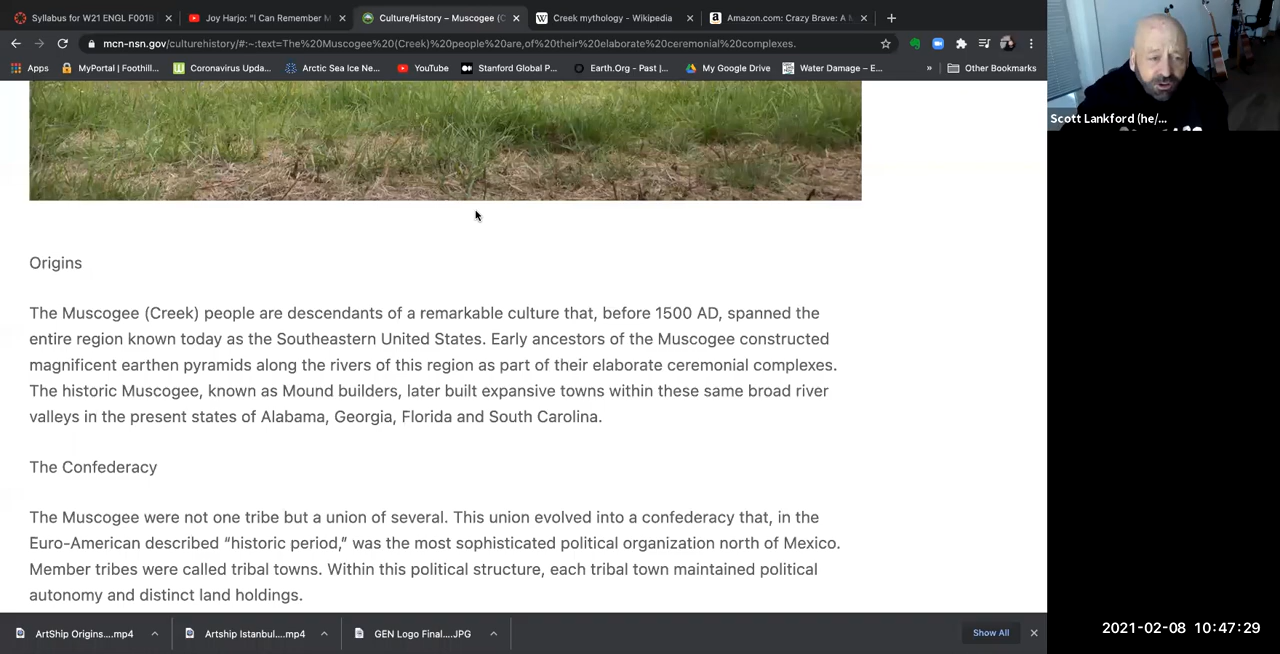 Syllabus for W21 ENGL F001B
Joy Harjo: "I Can Remember M
Culture/History – Muscogee (C
Creek mythology - Wikipedia
Amazon.com: Crazy Brave: A M
mcn-nsn.gov/culturehistory/#:~:text=The%20Muscogee%20(Creek)%20people%20are,of%20their%20elaborate%20ceremonial%20complexes.
Apps
MyPortal | Foothill...
Coronavirus Upda...
Arctic Sea Ice Ne...
YouTube
Stanford Global P...
Earth.Org - Past |...
My Google Drive
Water Damage – E...
»
Other Bookmarks
Scott Lankford (he/...
Origins
The Muscogee (Creek) people are descendants of a remarkable culture that, before 1500 AD, spanned the
entire region known today as the Southeastern United States. Early ancestors of the Muscogee constructed
magnificent earthen pyramids along the rivers of this region as part of their elaborate ceremonial complexes.
The historic Muscogee, known as Mound builders, later built expansive towns within these same broad river
valleys in the present states of Alabama, Georgia, Florida and South Carolina.
The Confederacy
The Muscogee were not one tribe but a union of several. This union evolved into a confederacy that, in the
Euro-American described “historic period,” was the most sophisticated political organization north of Mexico.
Member tribes were called tribal towns. Within this political structure, each tribal town maintained political
autonomy and distinct land holdings.
ArtShip Origins....mp4
Artship Istanbul....mp4
GEN Logo Final....JPG
Show All
2021-02-08 10:47:29